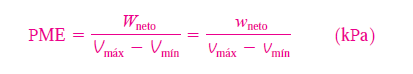 PME = W_neto / (V_máx − V_mín) = w_neto / (v_máx − v_mín) (kPa)